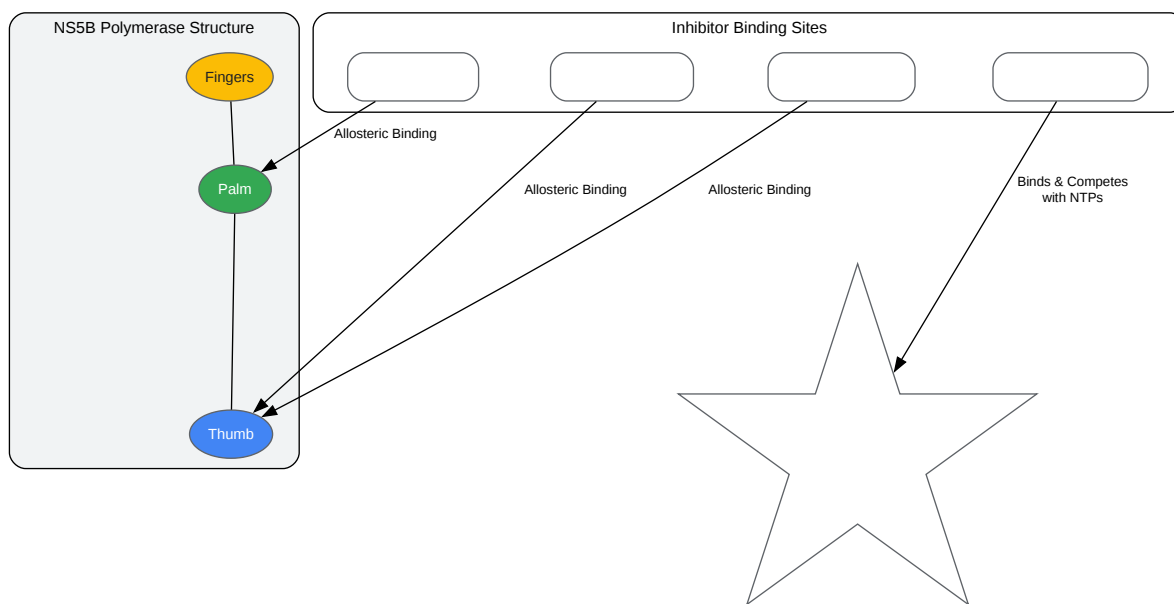 NS5B Polymerase Structure
Inhibitor Binding Sites
Fingers
Allosteric Binding
Palm
Allosteric Binding
Allosteric Binding
Binds & Competes
with NTPs
Thumb